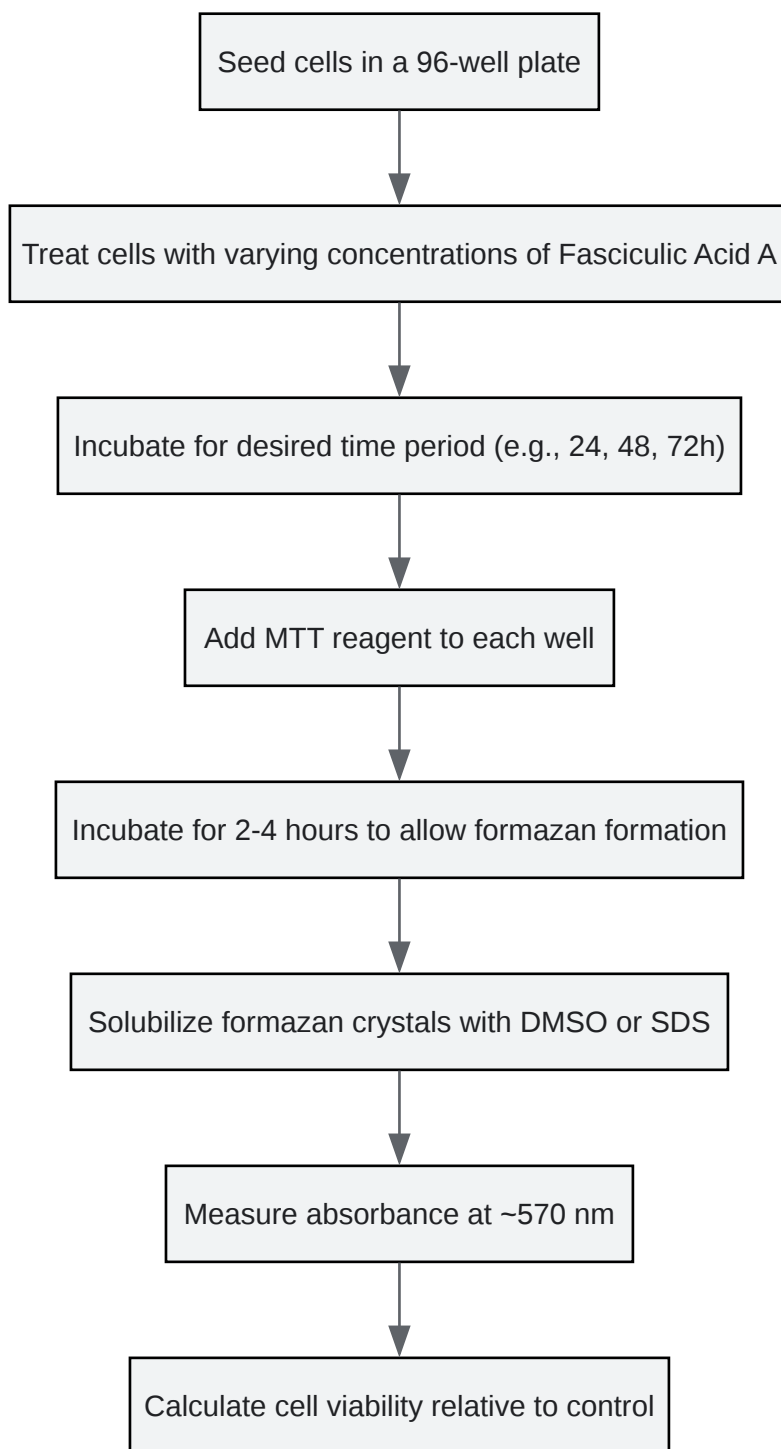 Seed cells in a 96-well plate
Treat cells with varying concentrations of Fasciculic Acid A
Incubate for desired time period (e.g., 24, 48, 72h)
Add MTT reagent to each well
Incubate for 2-4 hours to allow formazan formation
Solubilize formazan crystals with DMSO or SDS
Measure absorbance at ~570 nm
Calculate cell viability relative to control